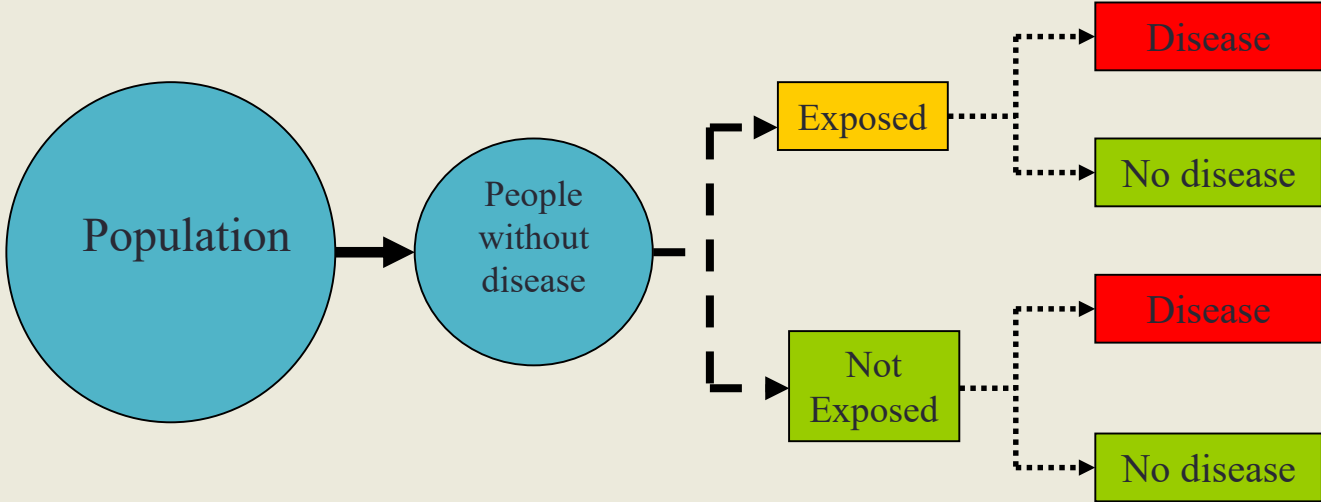 Population
People
without
disease
Exposed
Not
Exposed
Disease
No disease
Disease
No disease